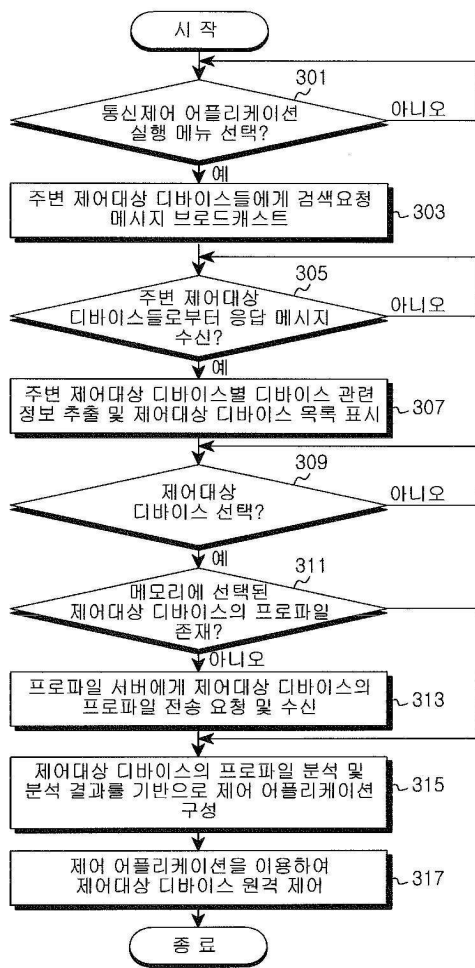 시 작
301
통신제어 어플리케이션
실행 메뉴 선택?
아니오
예
주변 제어대상 디바이스들에게 검색요청
메시지 브로드캐스트
303
305
주변 제어대상
디바이스들로부터 응답 메시지
수신?
아니오
예
주변 제어대상 디바이스별 디바이스 관련
정보 추출 및 제어대상 디바이스 목록 표시
307
309
제어대상
디바이스 선택?
아니오
예
311
메모리에 선택된
제어대상 디바이스의 프로파일
존재?
아니오
프로파일 서버에게 제어대상 디바이스의
프로파일 전송 요청 및 수신
313
제어대상 디바이스의 프로파일 분석 및
분석 결과를 기반으로 제어 어플리케이션
구성
315
제어 어플리케이션을 이용하여
제어대상 디바이스 원격 제어
317
종 료